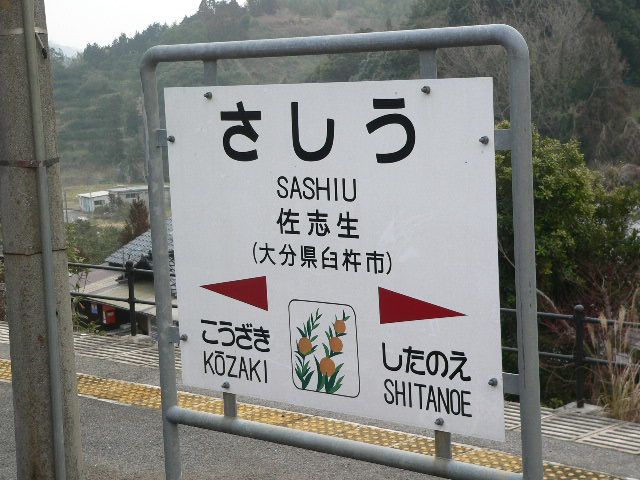 さしう
SASHIU
佐志生
(大分県臼杵市)
こうざき
KŌZAKI
したのえ
SHITANOE